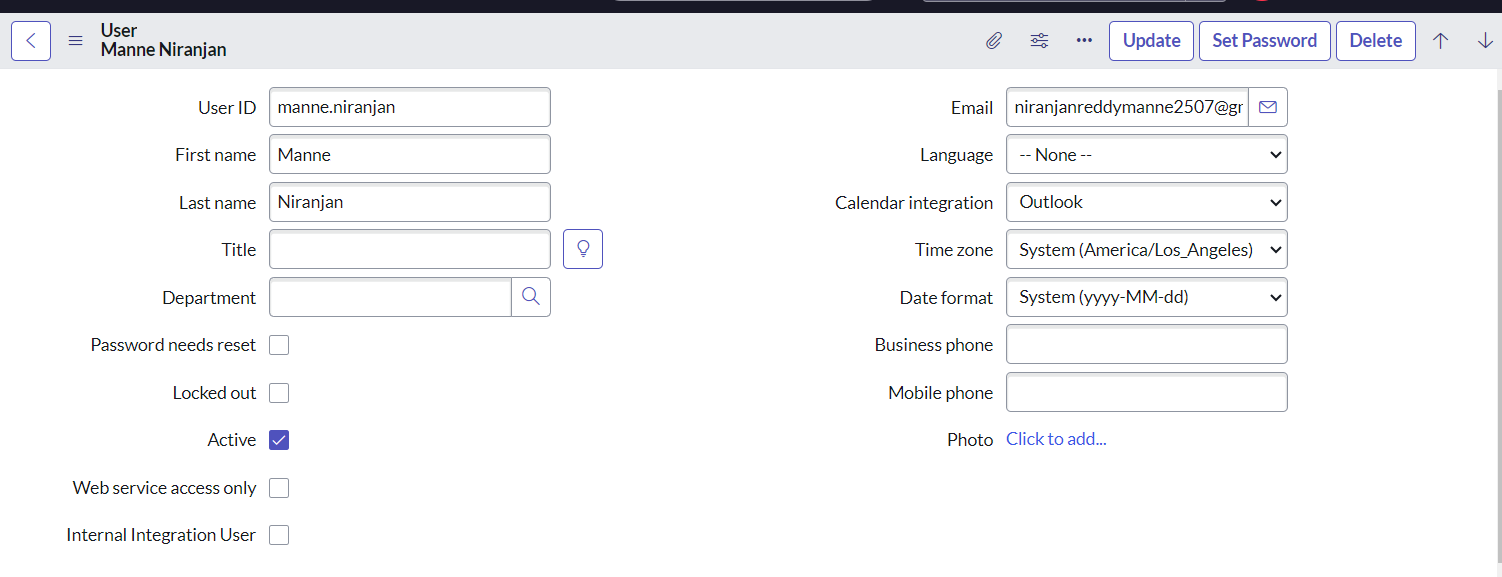 User
Manne Niranjan
Update
Set Password
Delete
User ID
manne.niranjan
First name
Manne
Last name
Niranjan
Title
Department
Password needs reset
Locked out
Active
Web service access only
Internal Integration User
Email
niranjanreddymanne2507@gr
Language
-- None --
Calendar integration
Outlook
Time zone
System (America/Los_Angeles)
Date format
System (yyyy-MM-dd)
Business phone
Mobile phone
Photo
Click to add...